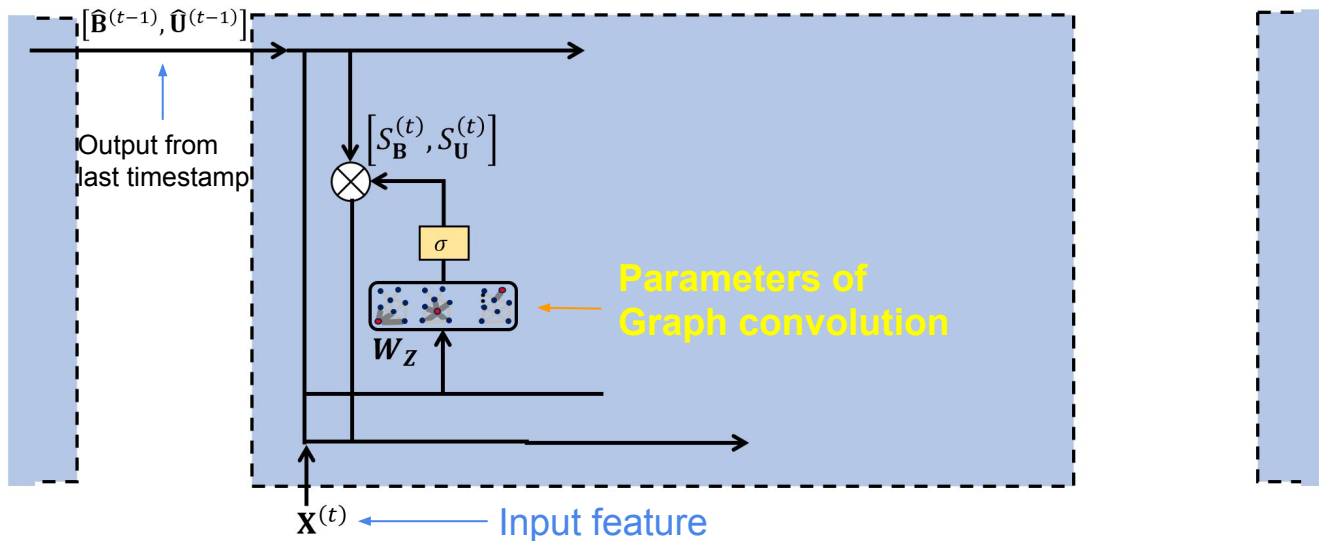 [B̂^(t−1), Û^(t−1)]
Output from
last timestamp
[S_B^(t), S_U^(t)]
σ
Parameters of
Graph convolution
W_Z
X^(t)
Input feature